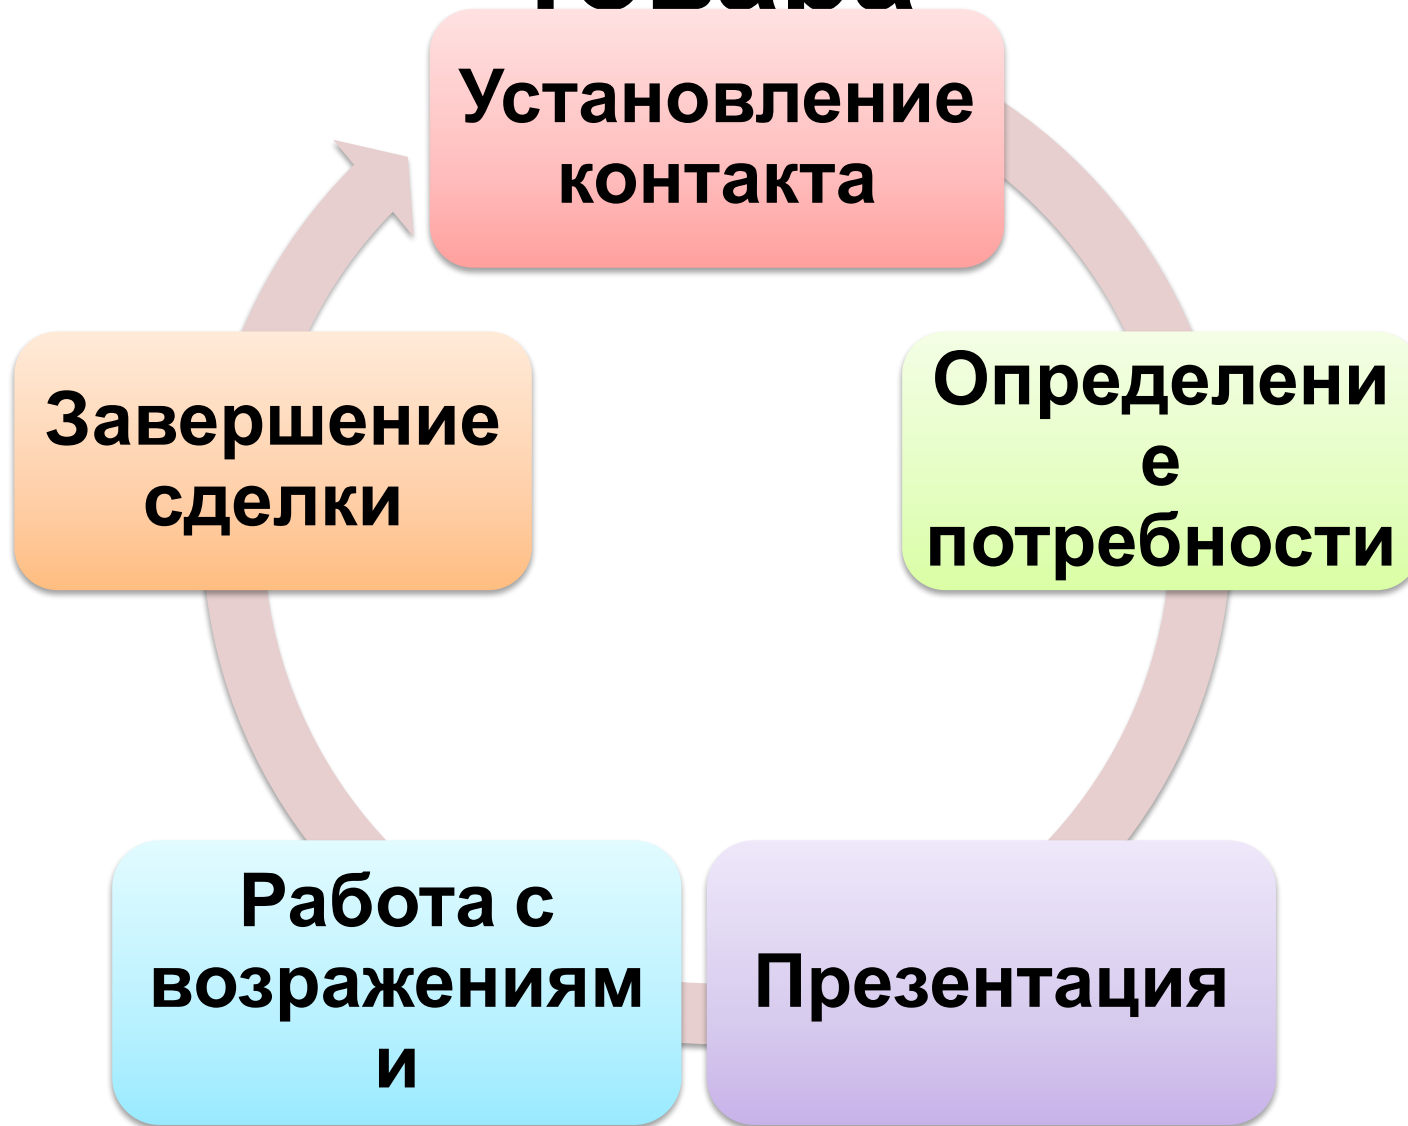 Установление
контакта
Определени
е
потребности
Презентация
Работа с
возражениям
и
Завершение
сделки